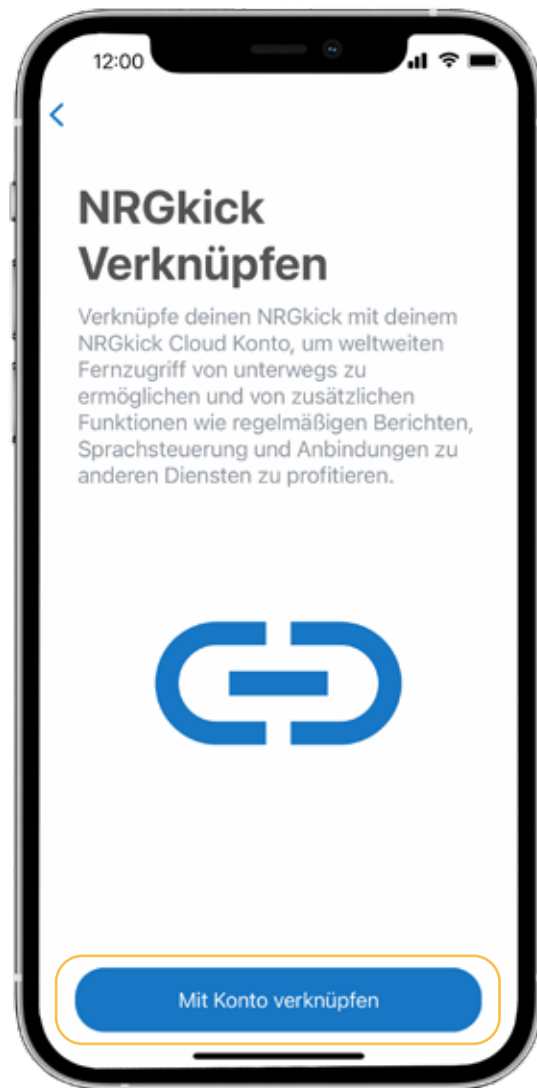 12:00
NRGkick
Verknüpfen
Verknüpfe deinen NRGkick mit deinem
NRGkick Cloud Konto, um weltweiten
Fernzugriff von unterwegs zu
ermöglichen und von zusätzlichen
Funktionen wie regelmäßigen Berichten,
Sprachsteuerung und Anbindungen zu
anderen Diensten zu profitieren.
Mit Konto verknüpfen